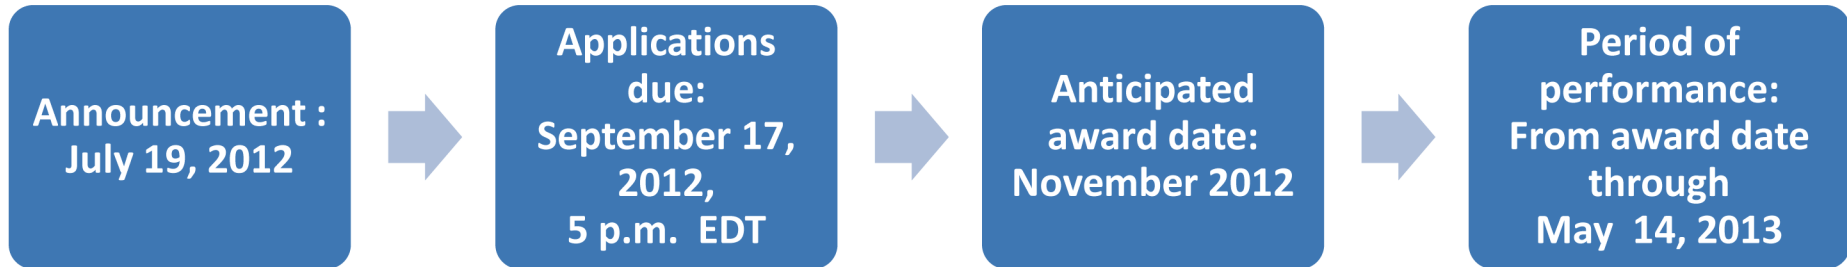 Announcement :
July 19, 2012
Applications
due:
September 17,
2012,
5 p.m.  EDT
Anticipated
award date:
November 2012
Period of
performance:
From award date
through
May  14, 2013